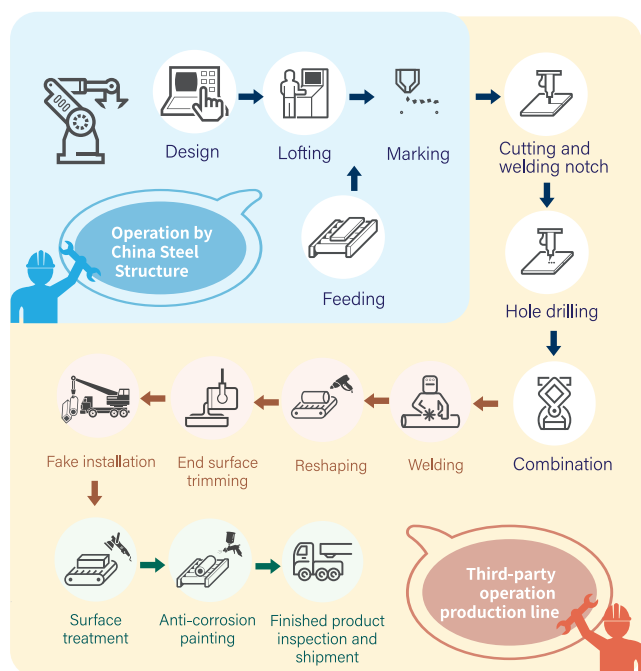 Design
Lofting
Marking
Cutting and
welding notch
Operation by
China Steel
Structure
Feeding
Hole drilling
Fake installation
End surface
trimming
Reshaping
Welding
Combination
Surface
treatment
Anti-corrosion
painting
Finished product
inspection and
shipment
Third-party
operation
production line